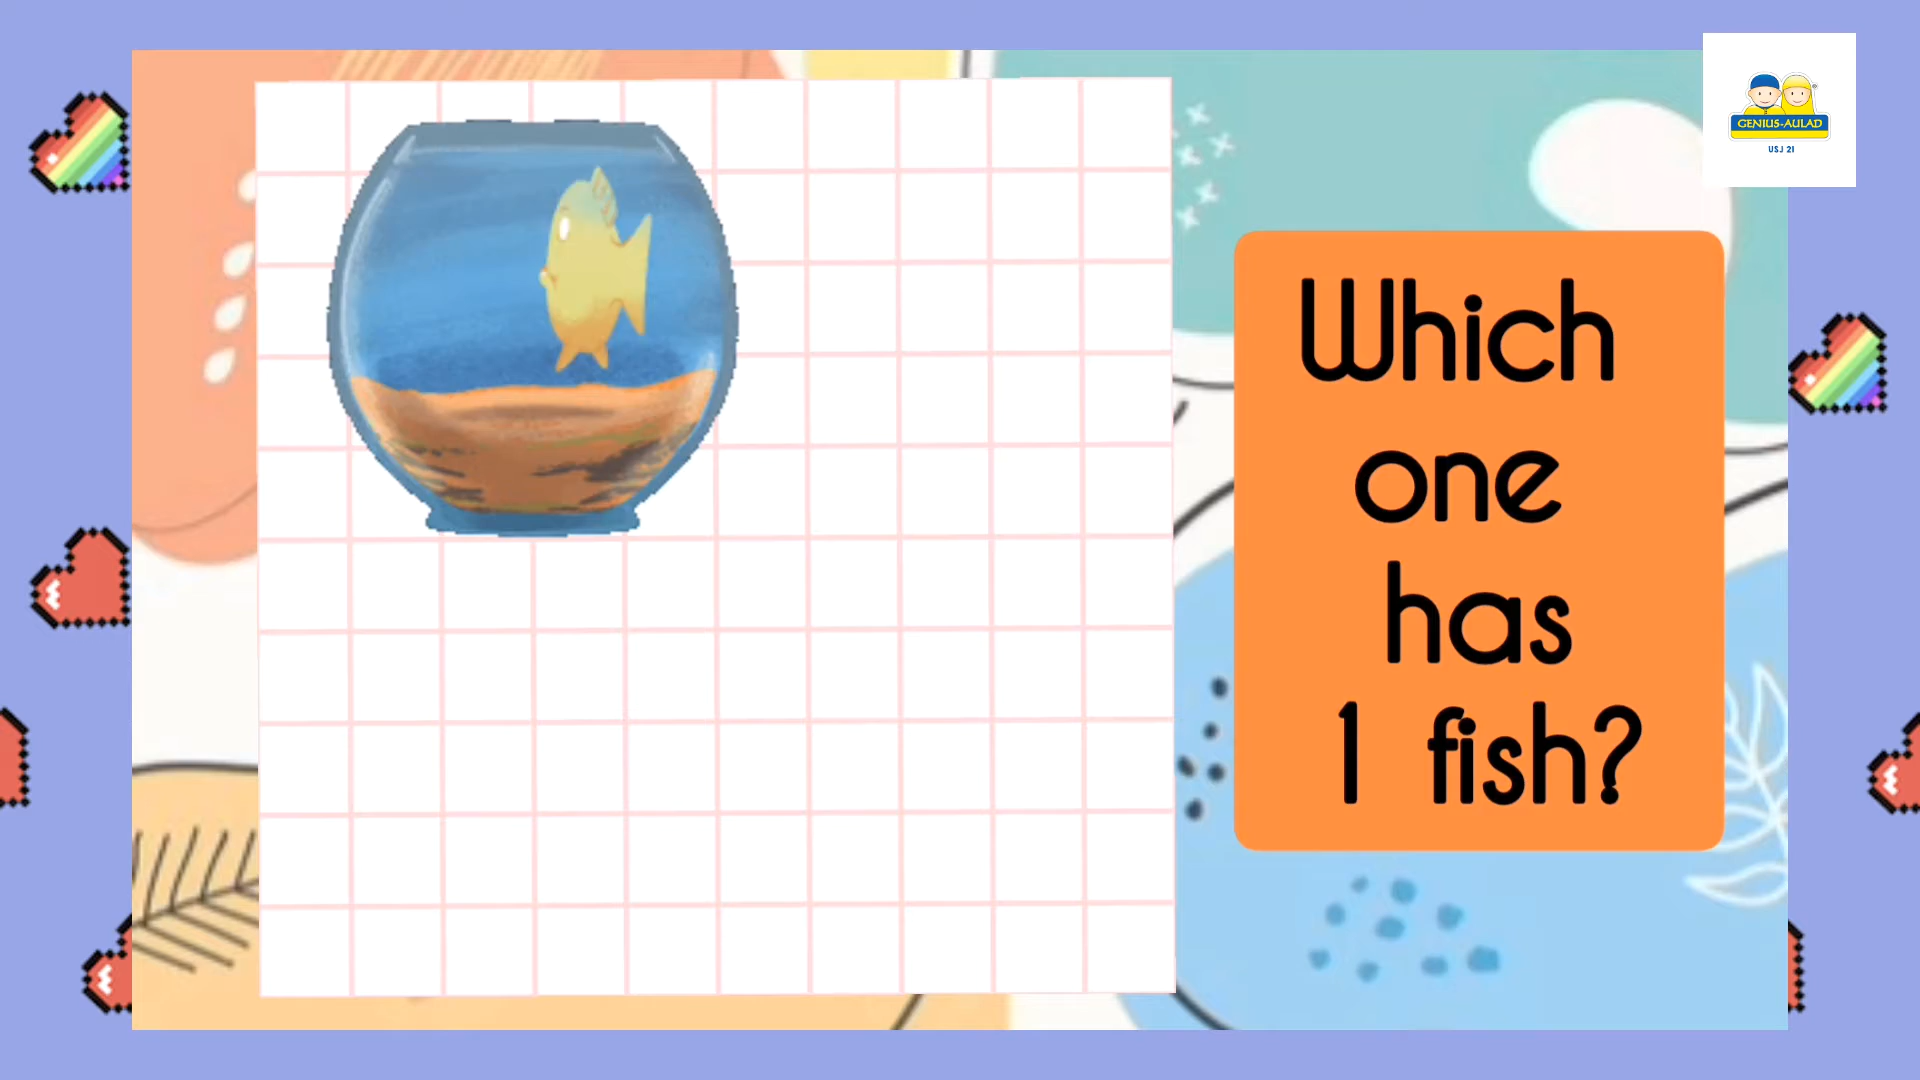 GENIUS-AULAD
USJ 21
Which
one
has
1 fish?